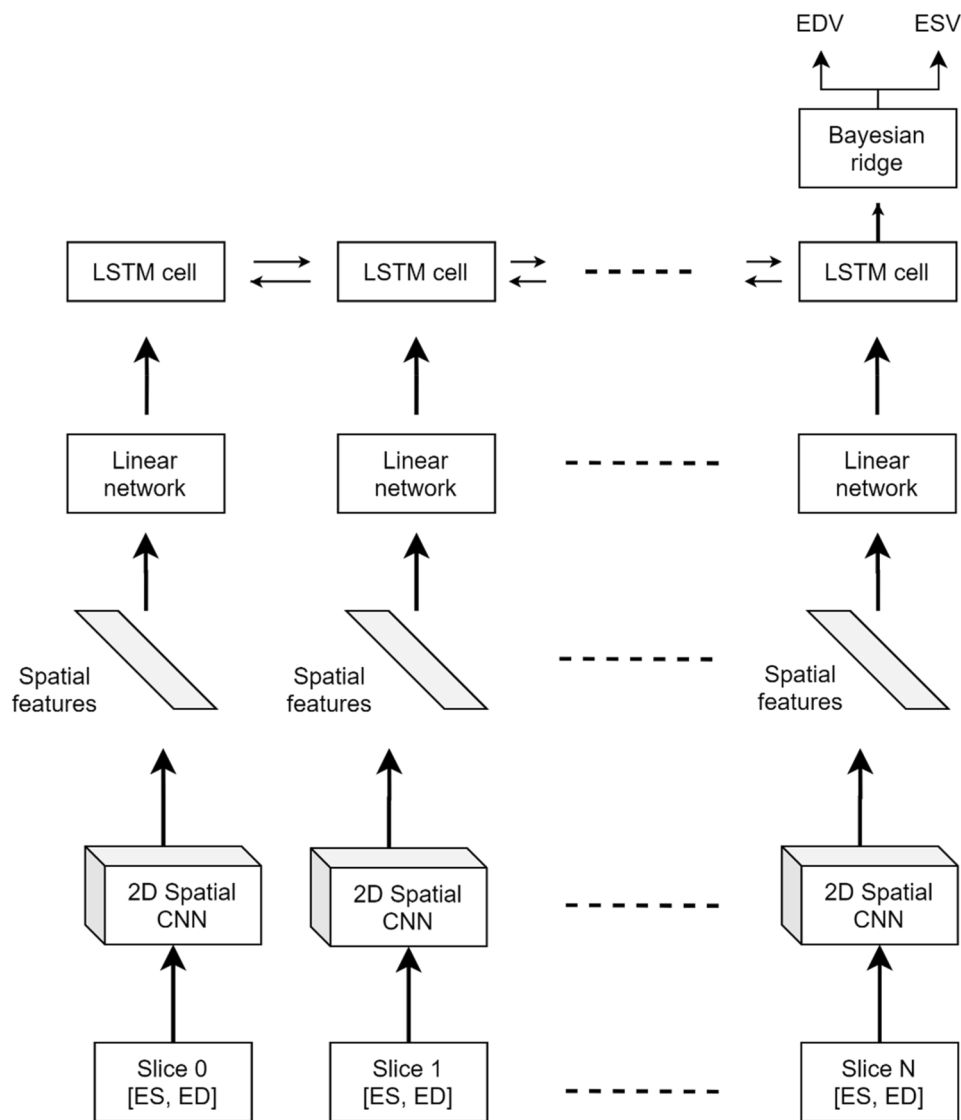 EDV ESV
Bayesian
ridge
LSTM cell LSTM cell LSTM cell
Linear
network
Linear
network
Linear
network
Spatial
features
Spatial
features
Spatial
features
2D Spatial
CNN
2D Spatial
CNN
2D Spatial
CNN
Slice 0
[ES, ED]
Slice 1
[ES, ED]
Slice N
[ES, ED]